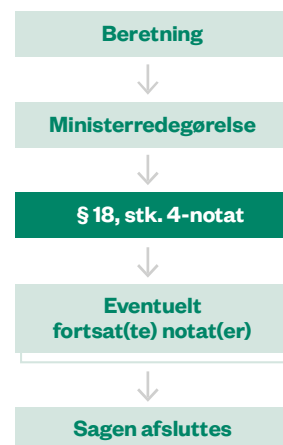 Beretning
Ministerredegørelse
§ 18, stk. 4-notat
Eventuelt
fortsat(te) notat(er)
Sagen afsluttes